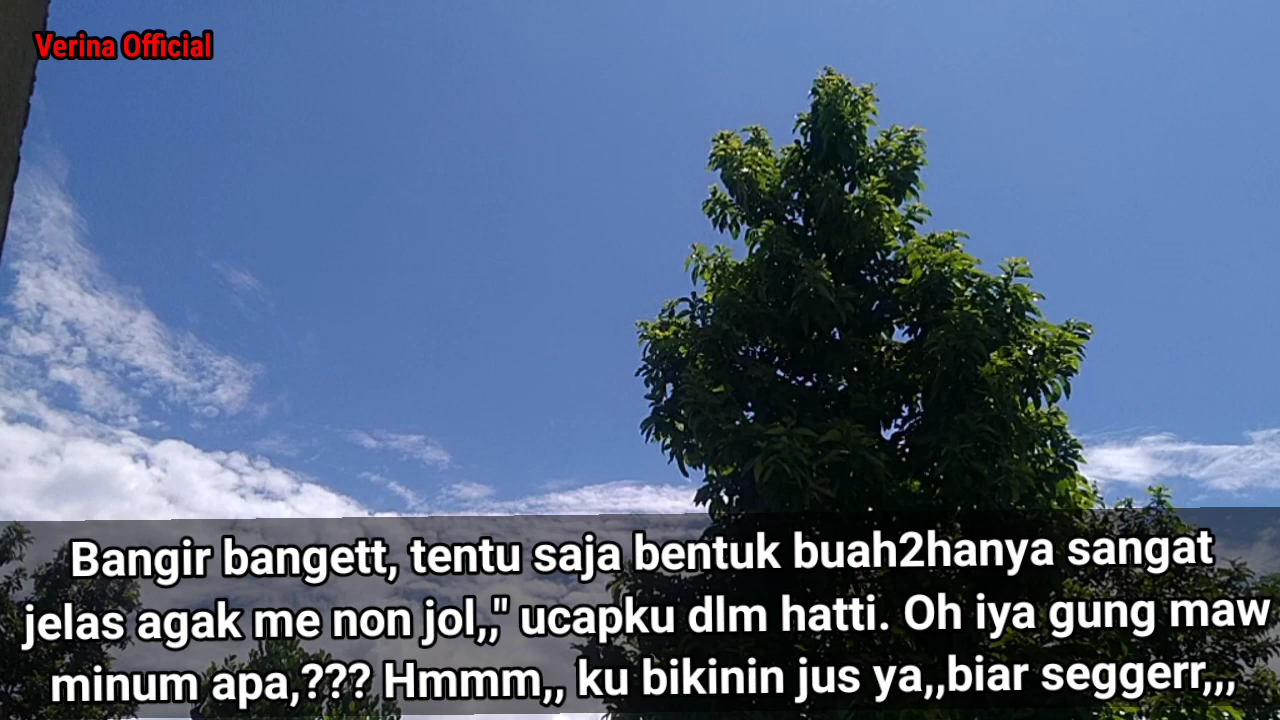 Verina Official
Bangir bangett, tentu saja bentuk buah2hanya sangat
jelas agak me non jol,," ucapku dlm hatti. Oh iya gung maw
minum apa,??? Hmmm,, ku bikinin jus ya,,biar seggerr,,,